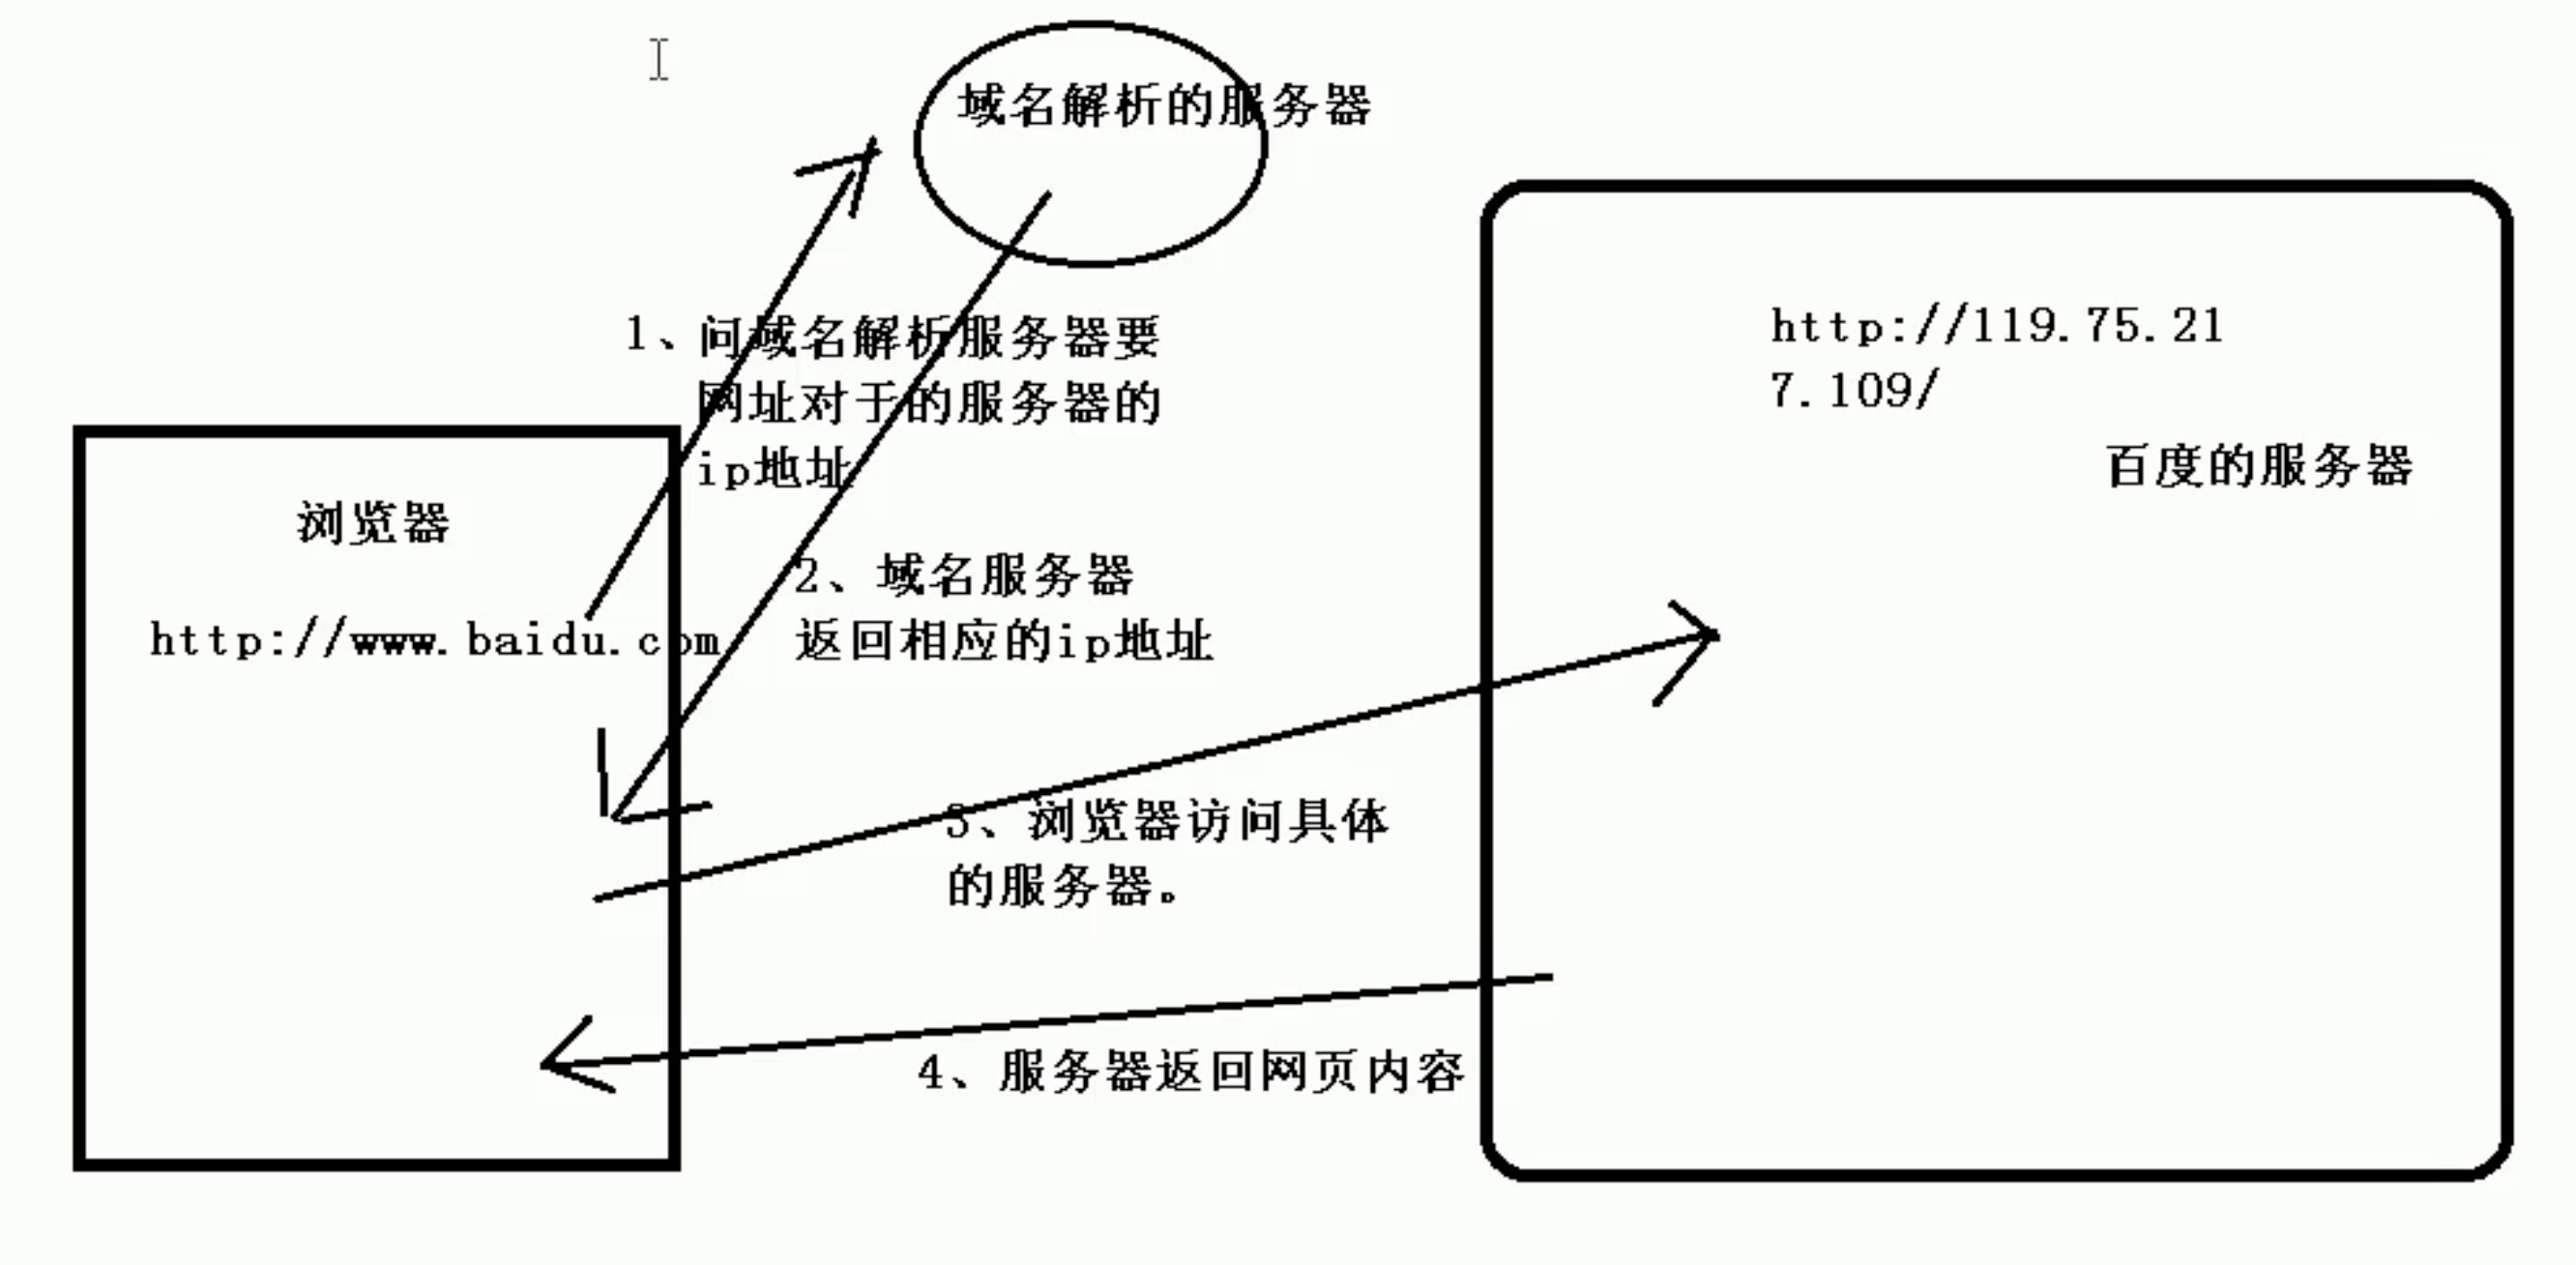 域名解析的服务器
1、问域名解析服务器要
网址对于的服务器的
ip地址
浏览器
http://www.baidu.com
2、域名服务器
返回相应的ip地址
http://119.75.21
7.109/
百度的服务器
3、浏览器访问具体
的服务器。
4、服务器返回网页内容